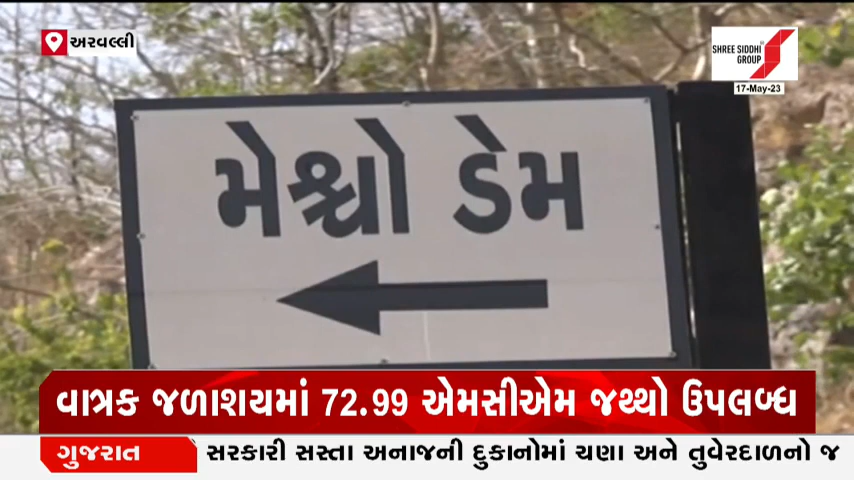 અરવલ્લી
SHREE SIDDHI
GROUP
17-May-23
મેશ્વો ડેમ
વાત્રક જળાશયમાં 72.99 એમસીએમ જથ્થો ઉપલબ્ધ
ગુજરાત
સરકારી સસ્તા અનાજની દુકાનોમાં ચણા અને તુવેરદાળનો જ